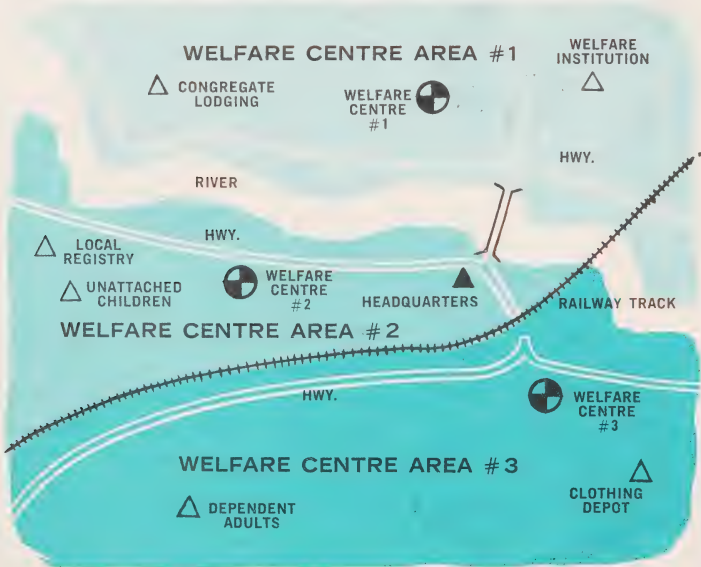 WELFARE CENTRE AREA #1
WELFARE
INSTITUTION
CONGREGATE
LODGING
WELFARE
CENTRE
#1
HWY.
RIVER
HWY.
LOCAL
REGISTRY
UNATTACHED
CHILDREN
WELFARE
CENTRE
#2
HEADQUARTERS
RAILWAY TRACK
WELFARE CENTRE AREA #2
HWY.
WELFARE
CENTRE
#3
WELFARE CENTRE AREA #3
CLOTHING
DEPOT
DEPENDENT
ADULTS